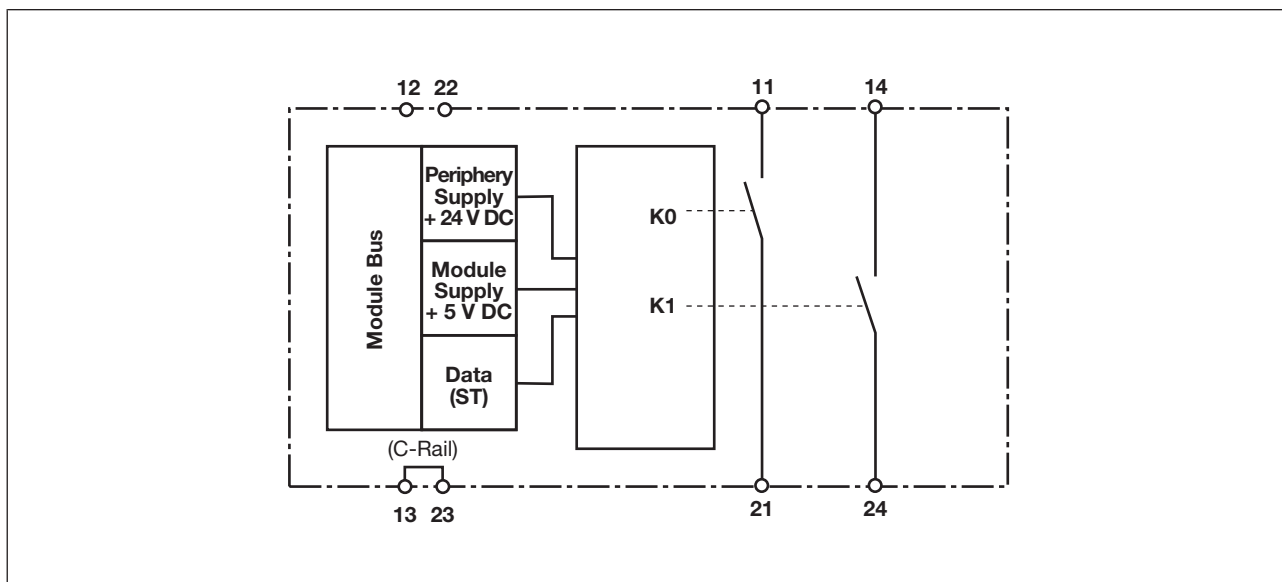 12 22 11 14
Periphery
Supply
+ 24 V DC
Module Bus
Module
Supply
+ 5 V DC
Data
(ST)
K0
K1
(C-Rail)
13 23 21 24